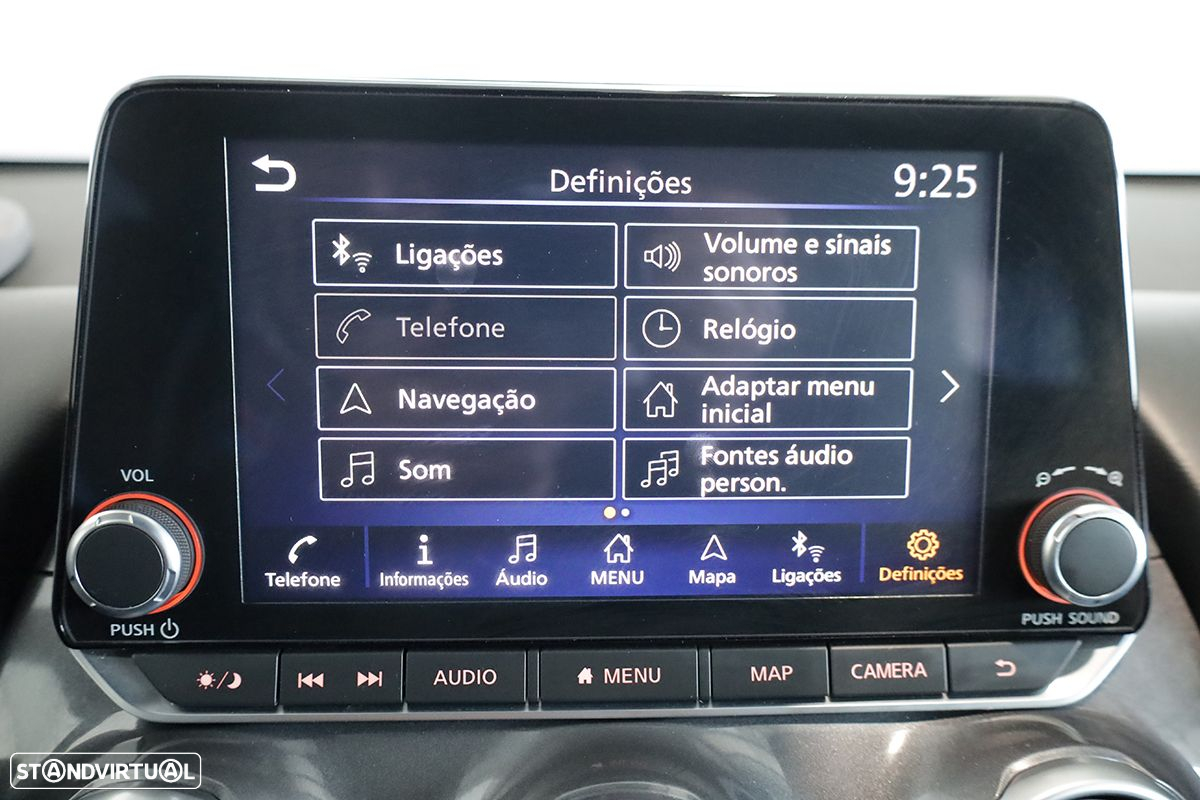 Definições
9:25
Ligações
Volume e sinais
sonoros
Telefone
Relógio
Navegação
Adaptar menu
inicial
Som
Fontes áudio
person.
Telefone
Informações
Áudio
MENU
Mapa
Ligações
Definições
VOL
PUSH
PUSH SOUND
AUDIO
MENU
MAP
CAMERA
STANDVIRTUAL